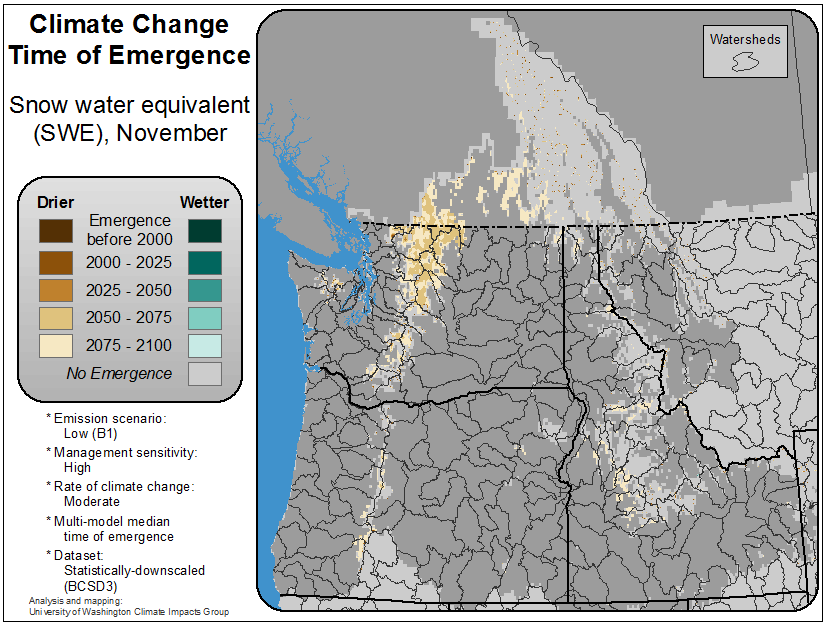 Climate Change
Time of Emergence
Snow water equivalent
(SWE), November
Drier
Wetter
Emergence
before 2000
2000 - 2025
2025 - 2050
2050 - 2075
2075 - 2100
No Emergence
* Emission scenario:
Low (B1)
* Management sensitivity:
High
* Rate of climate change:
Moderate
* Multi-model median
time of emergence
* Dataset:
Statistically-downscaled
(BCSD3)
Analysis and mapping:
University of Washington Climate Impacts Group
Watersheds